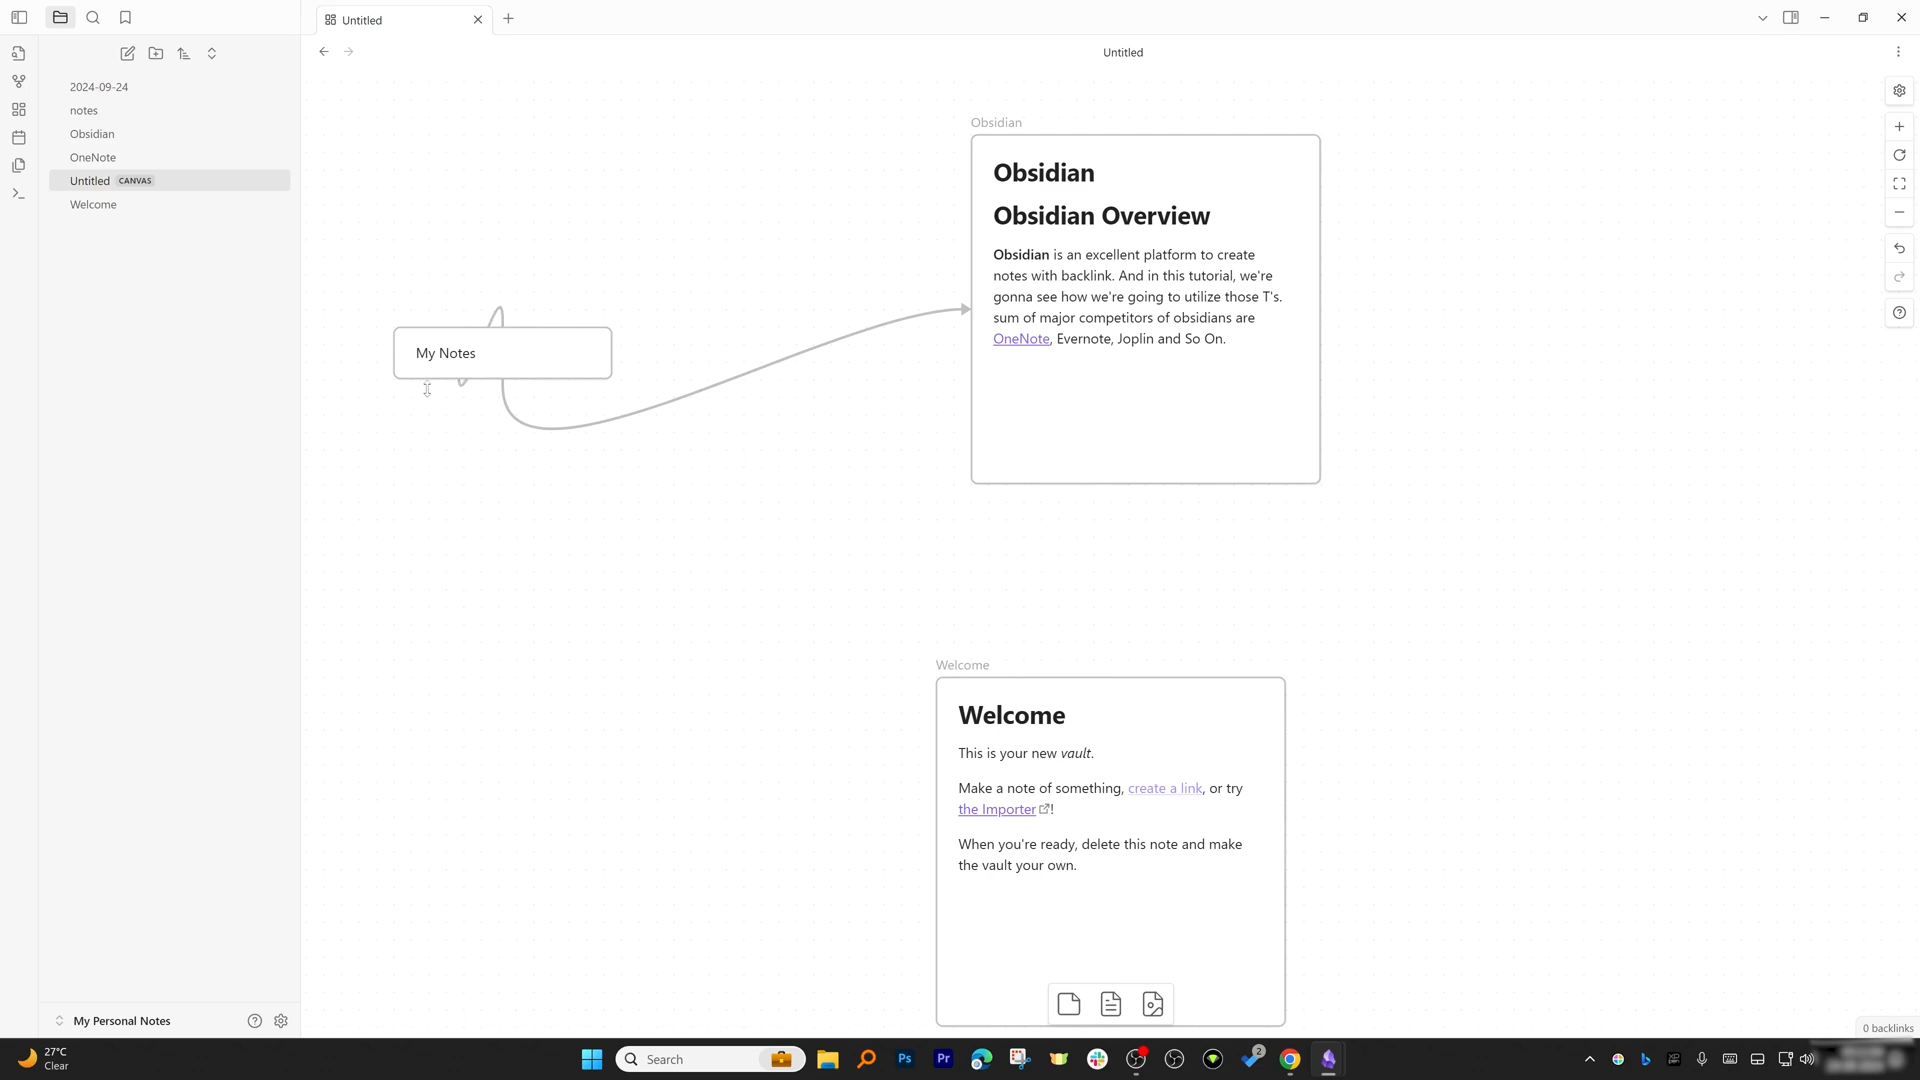 Untitled
Untitled
2024-09-24
notes
Obsidian
OneNote
Untitled CANVAS
Welcome
Obsidian
Obsidian
Obsidian Overview
Obsidian is an excellent platform to create
notes with backlink. And in this tutorial, we're
gonna see how we're going to utilize those T's.
sum of major competitors of obsidians are
OneNote, Evernote, Joplin and So On.
My Notes
Welcome
Welcome
This is your new vault.
Make a note of something, create a link, or try
the Importer!
When you're ready, delete this note and make
the vault your own.
My Personal Notes
0 backlinks
27°C
Clear
Search
Ps
Pr
2